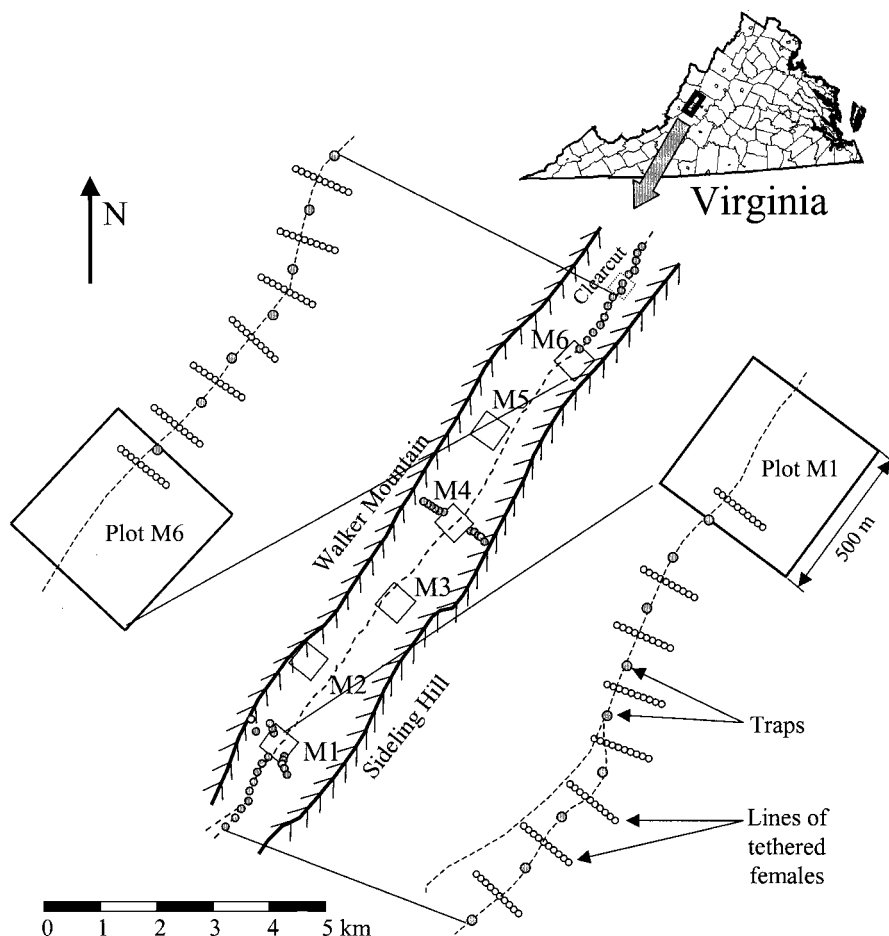 Virginia
N
Clearcut
M6
M5
Plot M1
Walker Mountain
M4
500 m
Plot M6
M3
M2
Sideling Hill
Traps
M1
Lines of
tethered
females
0 1 2 3 4 5 km